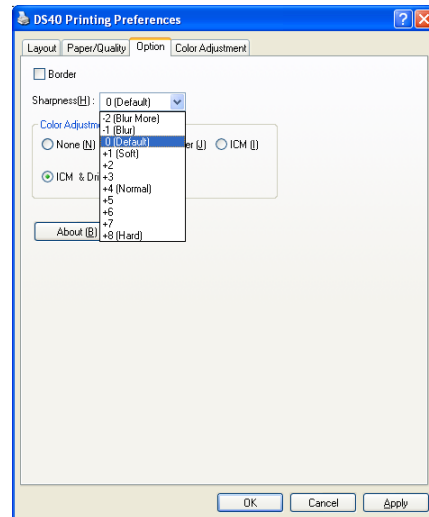 DS40 Printing Preferences
Layout Paper/Quality Option Color Adjustment
Border
Sharpness(H) : 0 (Default)
-2 (Blur More)
-1 (Blur)
0 (Default)
+1 (Soft)
+2
+3
+4 (Normal)
+5
+6
+7
+8 (Hard)
Color Adjustm
None (N) er (J) ICM (I)
ICM & Dri
About (B)
OK Cancel Apply